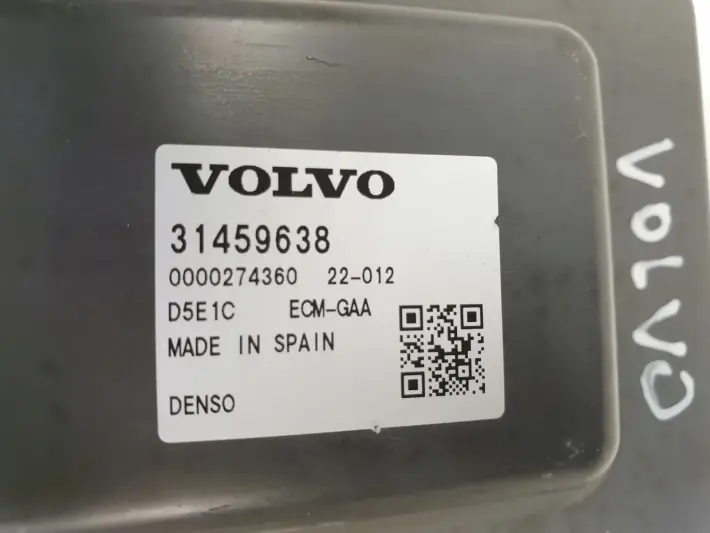 VOLVO
31459638
0000274360 22-012
D5E1C ECM-GAA
MADE IN SPAIN
DENSO
VOLVO